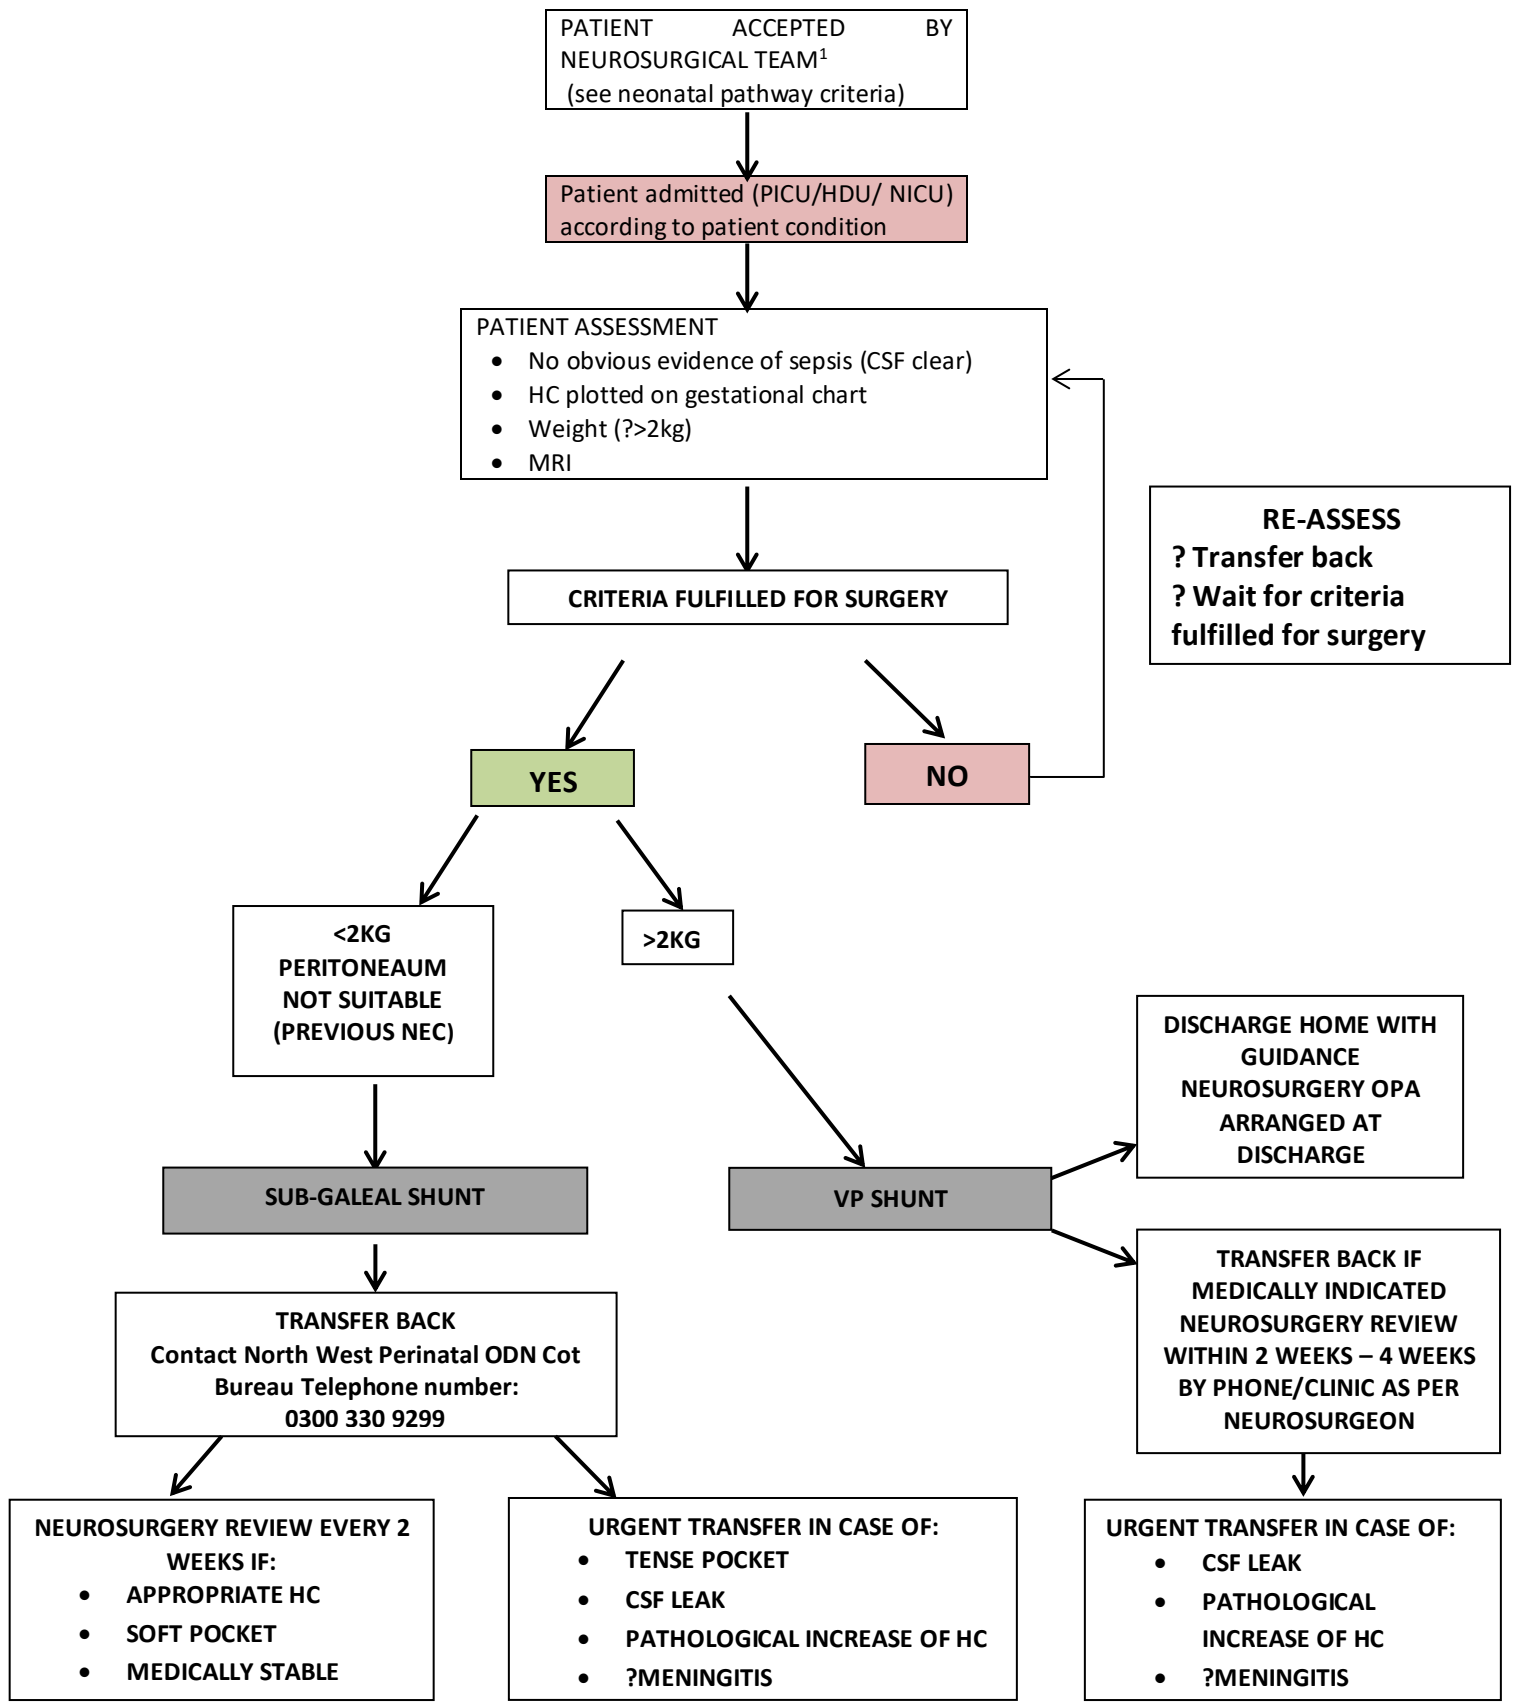 PATIENT ACCEPTED BY
NEUROSURGICAL TEAM1
(see neonatal pathway criteria)
Patient admitted (PICU/HDU/ NICU)
according to patient condition
PATIENT ASSESSMENT
• No obvious evidence of sepsis (CSF clear)
• HC plotted on gestational chart
• Weight (?>2kg)
• MRI
RE-ASSESS
? Transfer back
? Wait for criteria
fulfilled for surgery
CRITERIA FULFILLED FOR SURGERY
YES
NO
<2KG
PERITONEAUM
NOT SUITABLE
(PREVIOUS NEC)
>2KG
DISCHARGE HOME WITH
GUIDANCE
NEUROSURGERY OPA
ARRANGED AT
DISCHARGE
SUB-GALEAL SHUNT
VP SHUNT
TRANSFER BACK IF
MEDICALLY INDICATED
NEUROSURGERY REVIEW
WITHIN 2 WEEKS – 4 WEEKS
BY PHONE/CLINIC AS PER
NEUROSURGEON
TRANSFER BACK
Contact North West Perinatal ODN Cot
Bureau Telephone number:
0300 330 9299
NEUROSURGERY REVIEW EVERY 2
WEEKS IF:
• APPROPRIATE HC
• SOFT POCKET
• MEDICALLY STABLE
URGENT TRANSFER IN CASE OF:
• TENSE POCKET
• CSF LEAK
• PATHOLOGICAL INCREASE OF HC
• ?MENINGITIS
URGENT TRANSFER IN CASE OF:
• CSF LEAK
• PATHOLOGICAL
INCREASE OF HC
• ?MENINGITIS